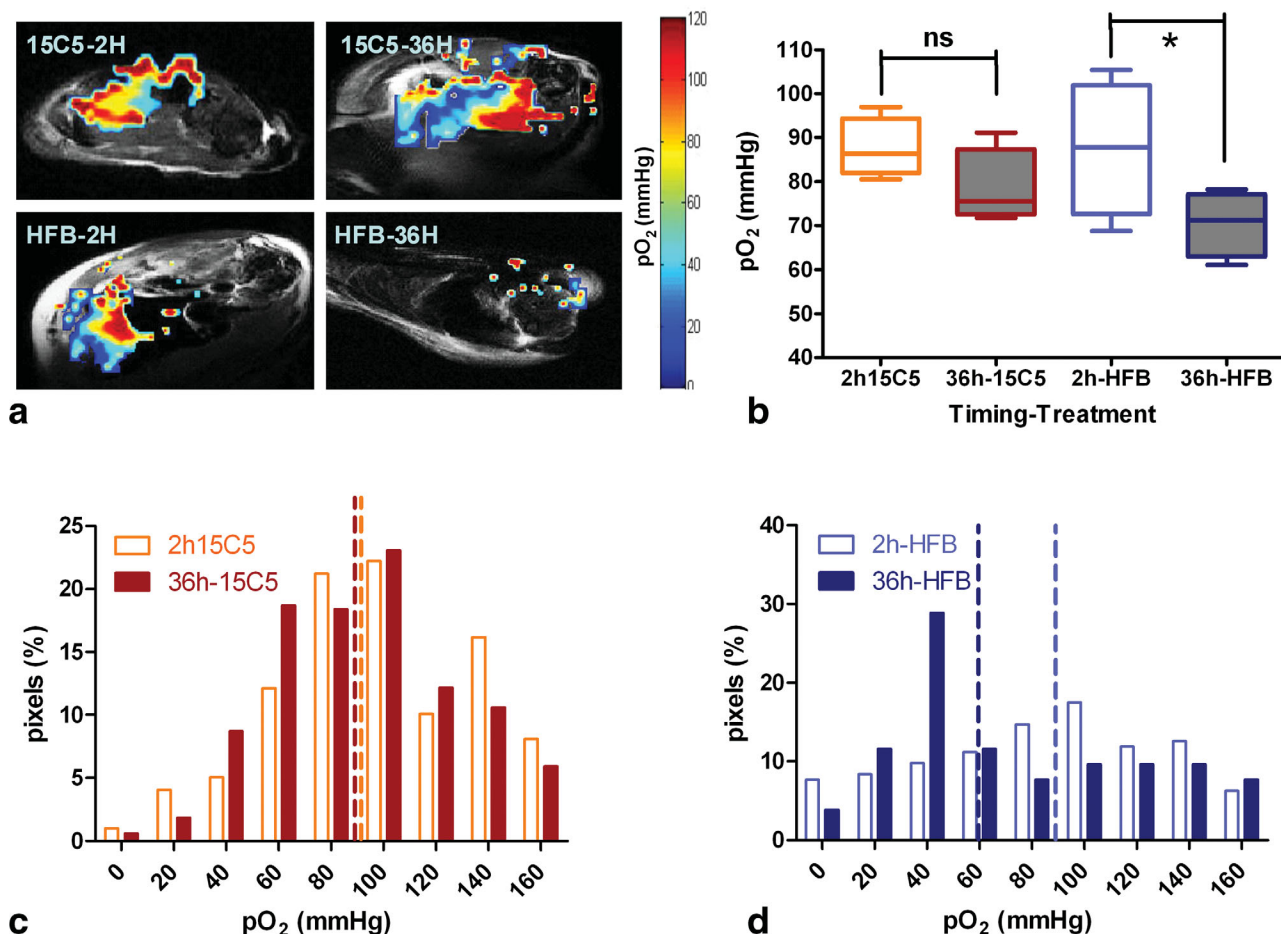 15C5-2H
15C5-36H
HFB-2H
HFB-36H
120
100
80
60
40
20
0
pO2 (mmHg)
a
ns
*
110
100
90
80
70
60
50
40
pO2 (mmHg)
2h15C5 36h-15C5 2h-HFB 36h-HFB
Timing-Treatment
b
25
20
15
10
5
0
pixels (%)
2h15C5
36h-15C5
0 20 40 60 80 100 120 140 160
pO2 (mmHg)
c
40
30
20
10
0
pixels (%)
2h-HFB
36h-HFB
0 20 40 60 80 100 120 140 160
pO2 (mmHg)
d